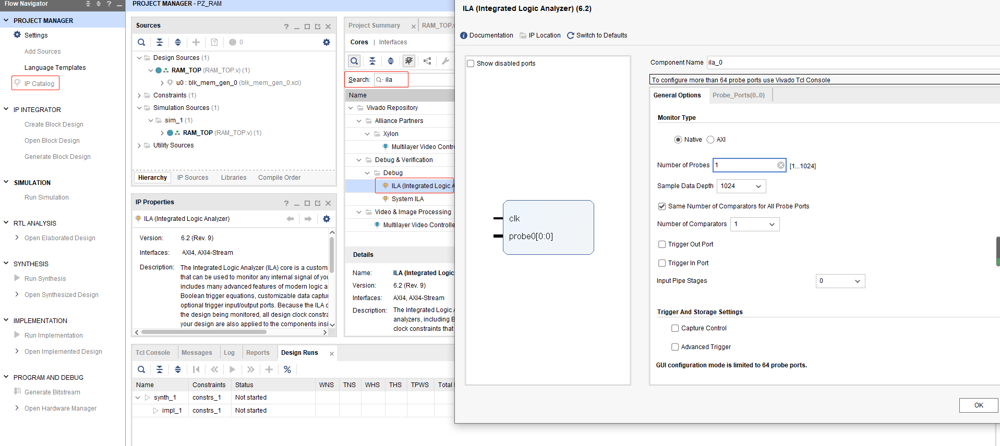 Flow Navigator
PROJECT MANAGER
Settings
Add Sources
Language Templates
IP Catalog
IP INTEGRATOR
Create Block Design
Open Block Design
Generate Block Design
SIMULATION
Run Simulation
RTL ANALYSIS
Open Elaborated Design
SYNTHESIS
Run Synthesis
Open Synthesized Design
IMPLEMENTATION
Run Implementation
Open Implemented Design
PROGRAM AND DEBUG
Generate Bitstream
Open Hardware Manager
PROJECT MANAGER - PZ_RAM
Sources
0
Design Sources (1)
RAM_TOP (RAM_TOP.v) (1)
u0 : blk_mem_gen_0 (blk_mem_gen_0.xci)
Constraints (1)
Simulation Sources (1)
sim_1 (1)
RAM_TOP (RAM_TOP.v) (1)
Utility Sources
Hierarchy IP Sources Libraries Compile Order
IP Properties
ILA (Integrated Logic Analyzer)
Version: 6.2 (Rev. 9)
Interfaces: AXI4, AXI4-Stream
Description: The Integrated Logic Analyzer (ILA) core is a custom
that can be used to monitor any internal signal of you
includes many advanced features of modern logic a
Boolean trigger equations, customizable data captur
optional trigger input/output ports. Because the ILA c
the design being monitored, all design clock constra
your design are also applied to the components insi
Project Summary RAM_TOP.v
Cores | Interfaces
Search: ila
Name
Vivado Repository
Alliance Partners
Xylon
Multilayer Video Contr
Debug & Verification
Debug
ILA (Integrated Logic A
System ILA
Video & Image Processing
Multilayer Video Controlle
Details
Name: ILA (Integrated Logic
Version: 6.2 (Rev. 9)
Interfaces: AXI4, AXI4-Stream
Description: The Integrated Logic A
analyzers, including B
clock constraints that
Tcl Console Messages Log Reports Design Runs
Name Constraints Status WNS TNS WHS THS TPWS Total
synth_1 constrs_1 Not started
impl_1 constrs_1 Not started
ILA (Integrated Logic Analyzer) (6.2)
Documentation IP Location Switch to Defaults
Show disabled ports
clk
probe0[0:0]
Component Name ila_0
To configure more than 64 probe ports use Vivado Tcl Console
General Options Probe_Ports(0..0)
Monitor Type
Native AXI
Number of Probes 1 [1...1024]
Sample Data Depth 1024
Same Number of Comparators for All Probe Ports
Number of Comparators 1
Trigger Out Port
Trigger In Port
Input Pipe Stages 0
Trigger And Storage Settings
Capture Control
Advanced Trigger
GUI configuration mode is limited to 64 probe ports.
OK